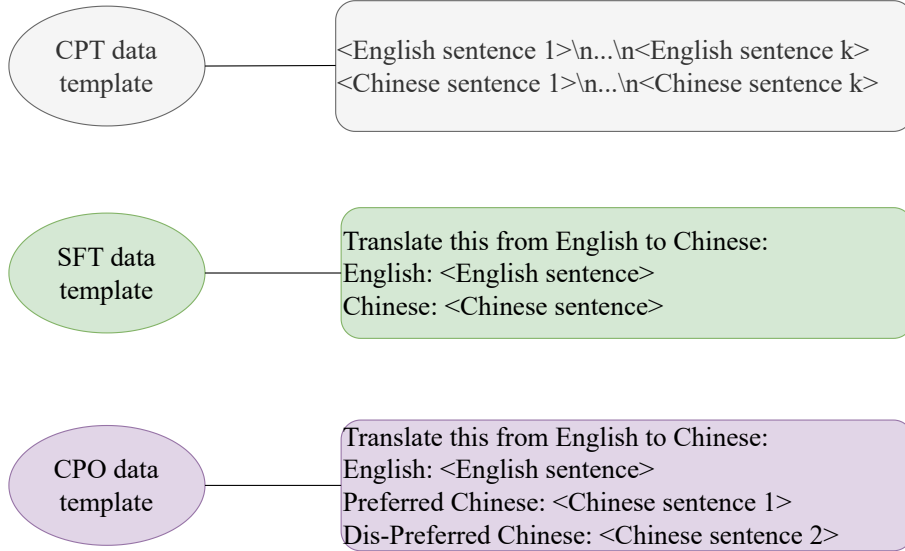 CPT data
template
<English sentence 1>\n...\n<English sentence k>
<Chinese sentence 1>\n...\n<Chinese sentence k>
SFT data
template
Translate this from English to Chinese:
English: <English sentence>
Chinese: <Chinese sentence>
CPO data
template
Translate this from English to Chinese:
English: <English sentence>
Preferred Chinese: <Chinese sentence 1>
Dis-Preferred Chinese: <Chinese sentence 2>